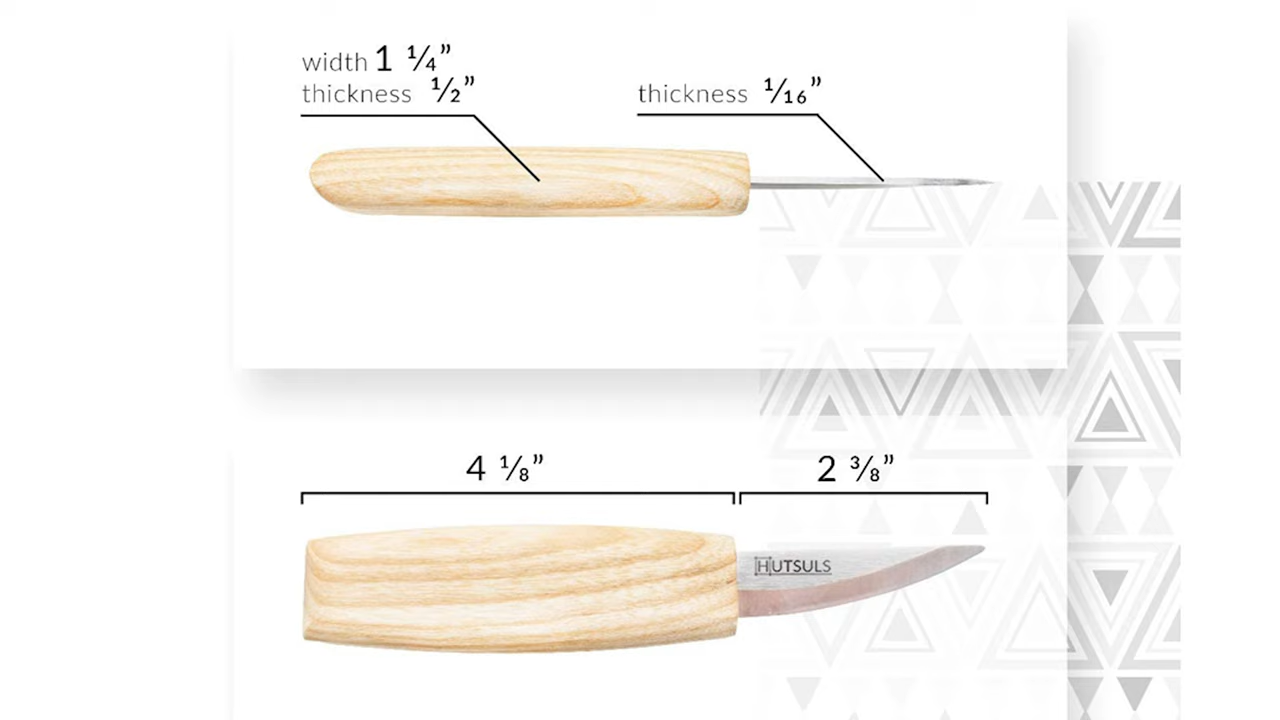 width 1 ¼”
thickness ½”
thickness 1⁄16”
4 ⅛”
2 ⅜”
HUTSULS